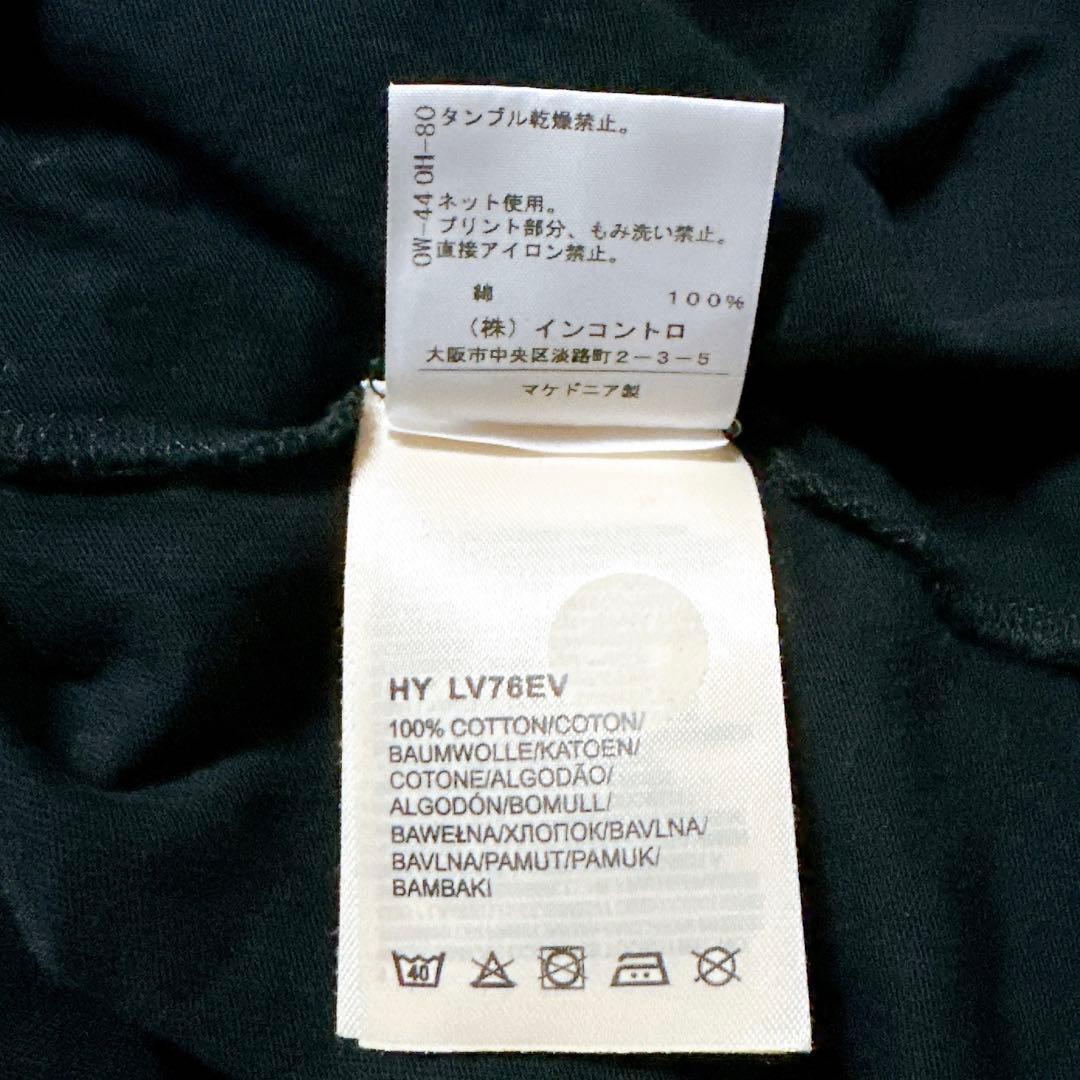 タンブル乾燥禁止。
ネット使用。
プリント部分、もみ洗い禁止。
直接アイロン禁止。
OW-44 OH-80
綿 100%
(株)インコントロ
大阪市中央区淡路町2-3-5
マケドニア製
HY LV76EV
100% COTTON/COTON/
BAUMWOLLE/KATOEN/
COTONE/ALGODÃO/
ALGODÓN/BOMULL/
BAWEŁNA/ХЛОПОК/BAVLNA/
BAVLNA/PAMUT/PAMUK/
BAMBAKI
40